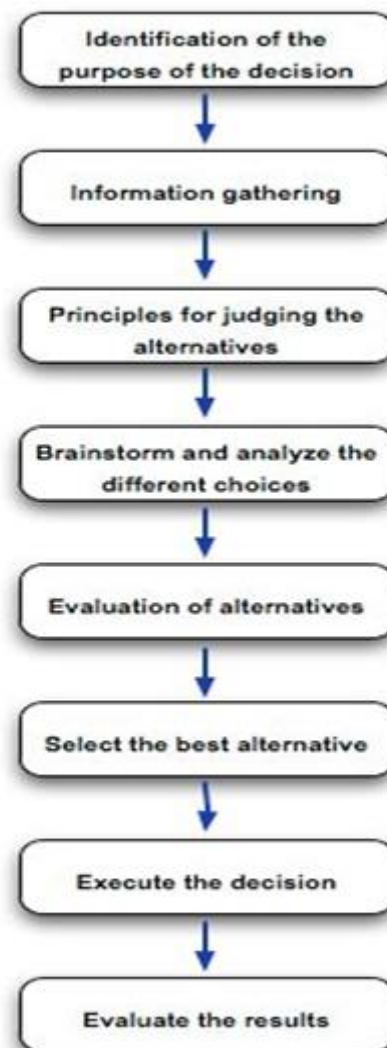 Identification of the
purpose of the decision
Information gathering
Principles for judging the
alternatives
Brainstorm and analyze the
different choices
Evaluation of alternatives
Select the best alternative
Execute the decision
Evaluate the results